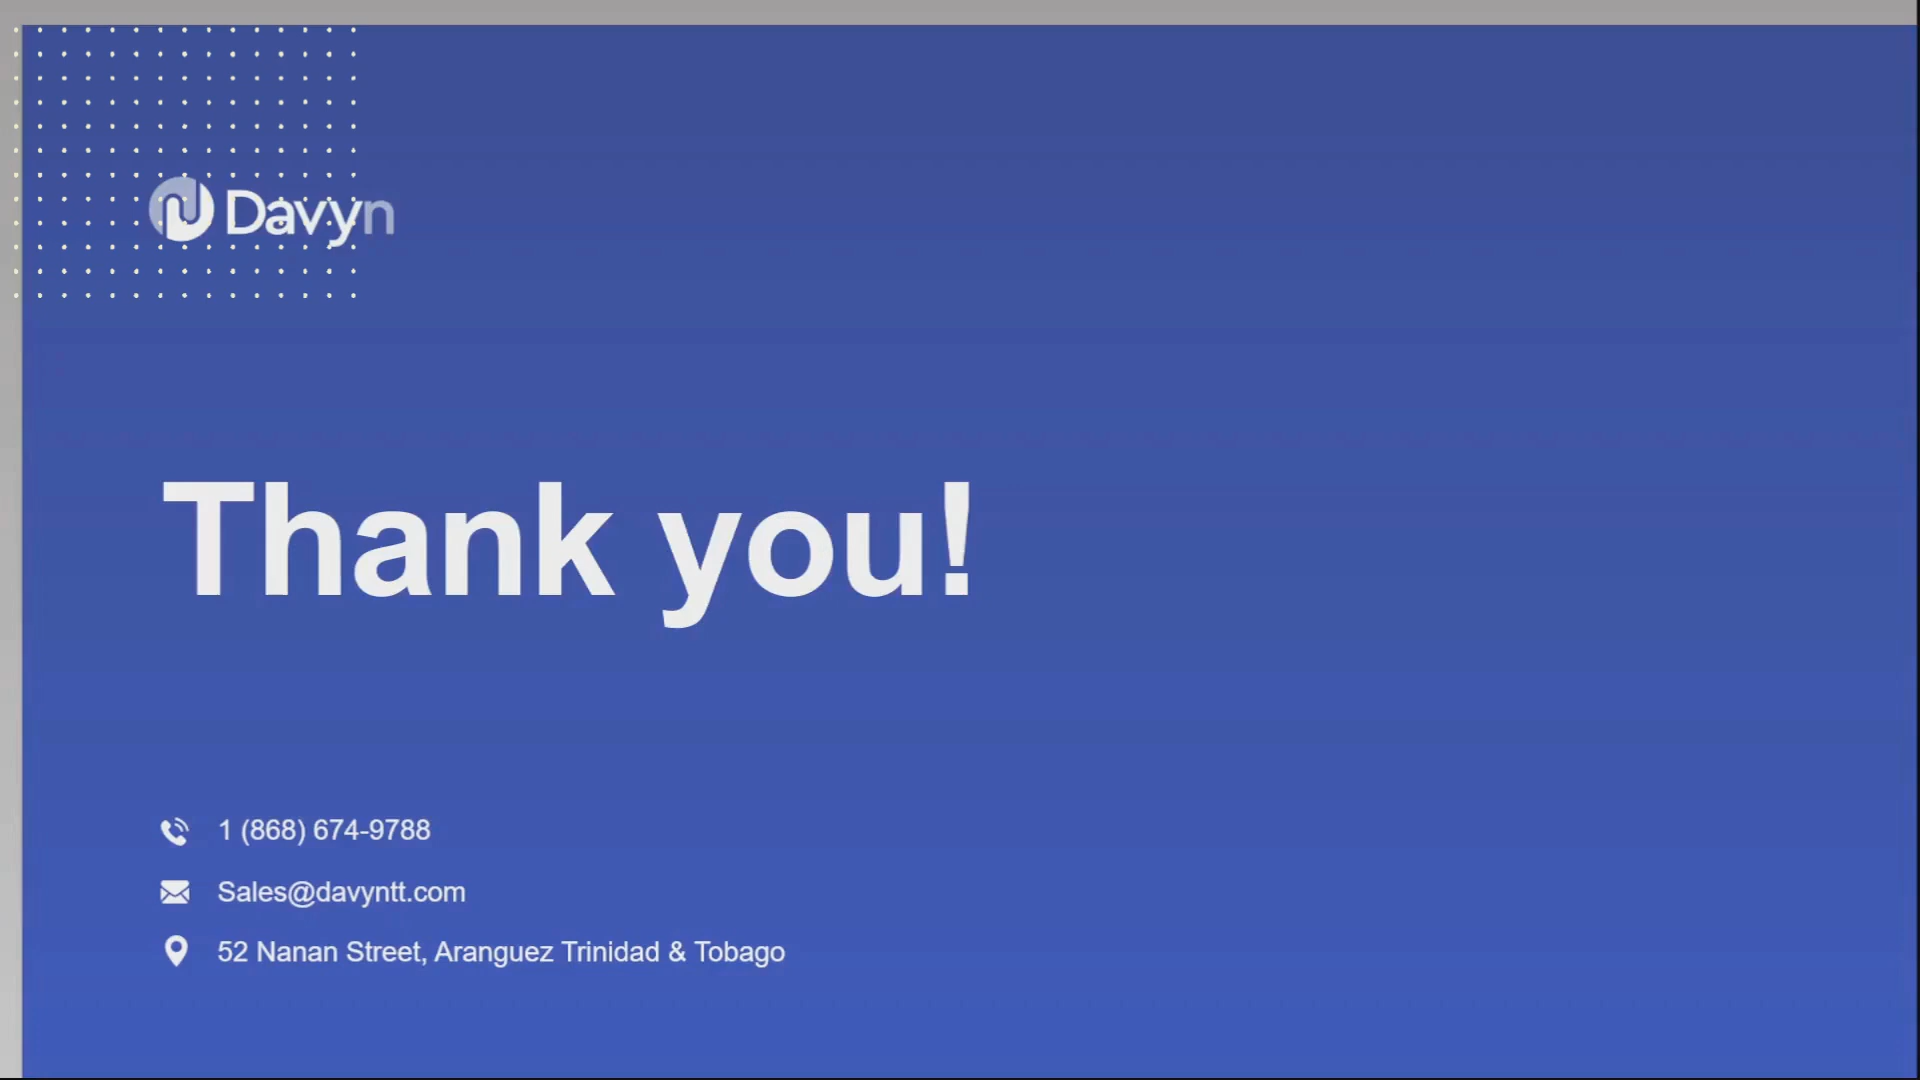 Davyn
Thank you!
1 (868) 674-9788
Sales@davyntt.com
52 Nanan Street, Aranguez Trinidad & Tobago